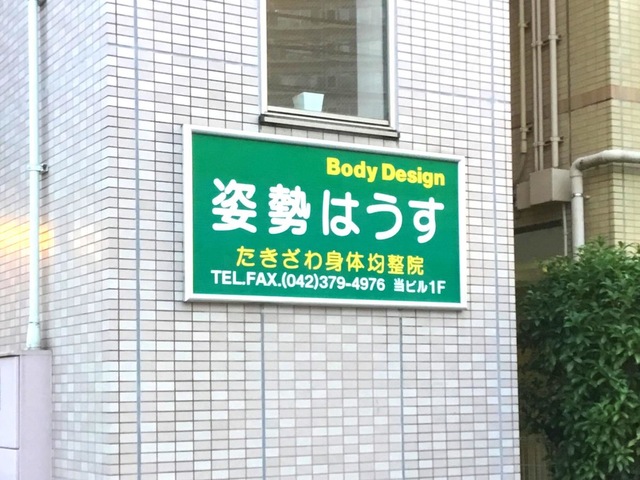 Body Design
姿勢はうす
たきざわ身体均整院
TEL.FAX.(042)379-4976 当ビル1F